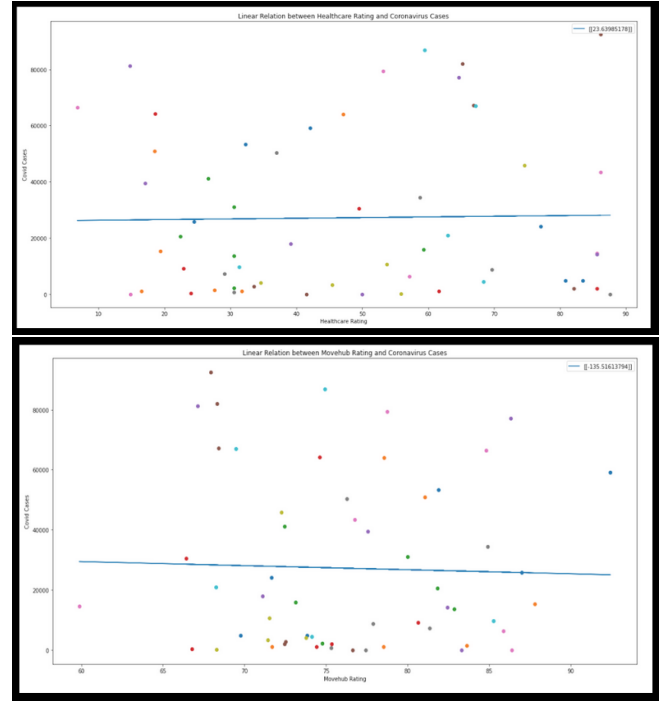 Linear Relation between Healthcare Rating and Coronavirus Cases
[[23.63985178]]
80000
60000
40000
20000
0
Covid Cases
10 20 30 40 50 60 70 80 90
Healthcare Rating
Linear Relation between Movehub Rating and Coronavirus Cases
[[-135.51613794]]
80000
60000
40000
20000
0
Covid Cases
60 65 70 75 80 85 90
Movehub Rating